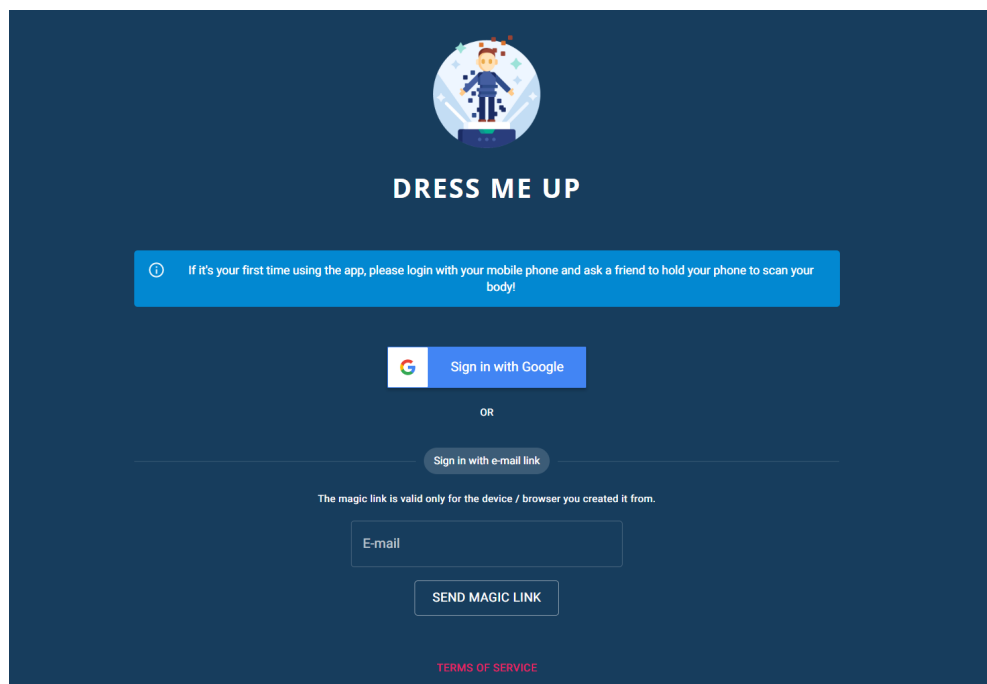 DRESS ME UP
If it's your first time using the app, please login with your mobile phone and ask a friend to hold your phone to scan your
body!
Sign in with Google
OR
Sign in with e-mail link
The magic link is valid only for the device / browser you created it from.
E-mail
SEND MAGIC LINK
TERMS OF SERVICE